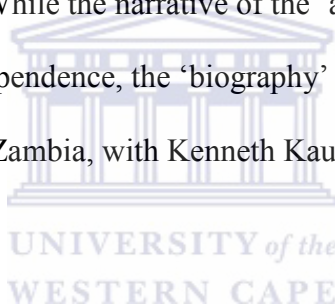 While the narrative of the ‘a
pendence, the ‘biography’
Zambia, with Kenneth Kau
UNIVERSITY of the
WESTERN CAPE